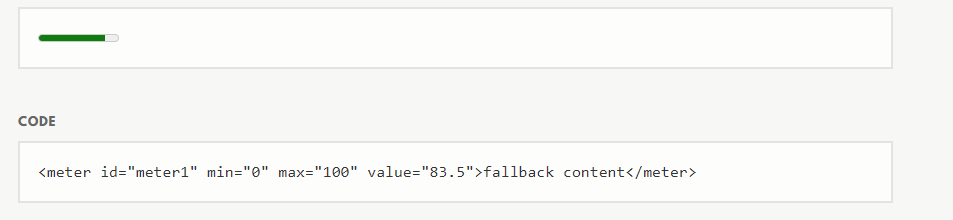 CODE
<meter id="meter1" min="0" max="100" value="83.5">fallback content</meter>